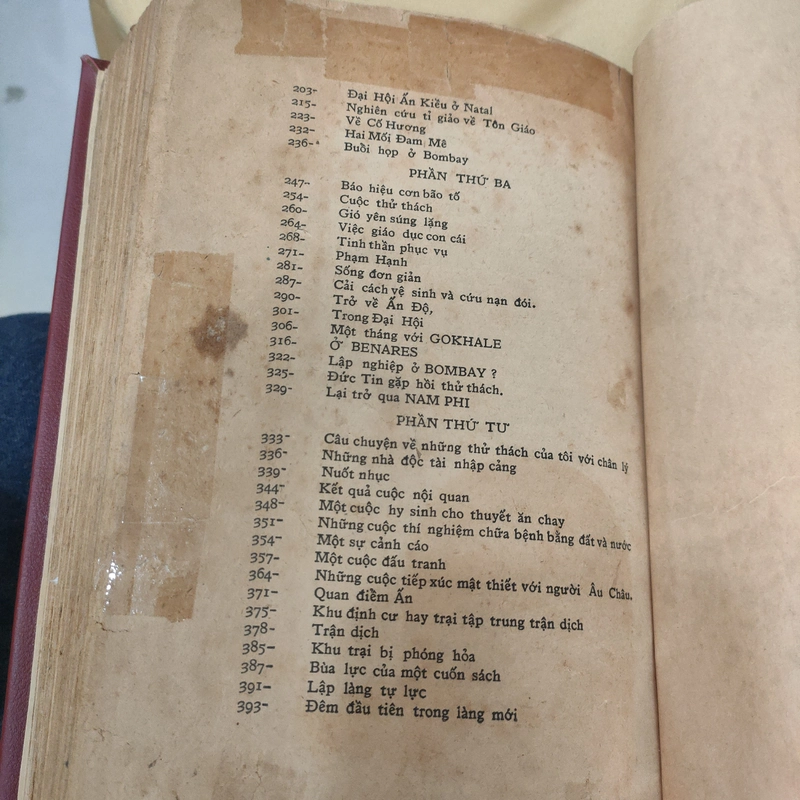 203- Đại Hội Ấn Kiều ở Natal
215- Nghiên cứu tỉ giảo về Tôn Giáo
223- Về Cố Hương
232- Hai Mối Đam Mê
236- Buổi họp ở Bombay
PHẦN THỨ BA
247- Báo hiệu cơn bão tố
254- Cuộc thử thách
260- Gió yên súng lặng
264- Việc giáo dục con cái
268- Tinh thần phục vụ
271- Phạm Hạnh
281- Sống đơn giản
287- Cải cách vệ sinh và cứu nạn đói.
290- Trở về Ấn Độ,
301- Trong Đại Hội
306- Một tháng với GOKHALE
316- Ở BENARES
322- Lập nghiệp ở BOMBAY ?
325- Đức Tin gặp hồi thử thách.
329- Lại trở qua NAM PHI
PHẦN THỨ TƯ
333- Câu chuyện về những thử thách của tôi với chân lý
336- Những nhà độc tài nhập cảng
339- Nuốt nhục
344- Kết quả cuộc nội quan
348- Một cuộc hy sinh cho thuyết ăn chay
351- Những cuộc thí nghiệm chữa bệnh bằng đất và nước
354- Một sự cảnh cáo
357- Một cuộc đấu tranh
364- Những cuộc tiếp xúc mật thiết với người Âu Châu.
371- Quan điểm Ấn
375- Khu định cư hay trại tập trung trận dịch
378- Trận dịch
385- Khu trại bị phóng hỏa
387- Bùa lực của một cuốn sách
391- Lập làng tự lực
393- Đêm đầu tiên trong làng mới